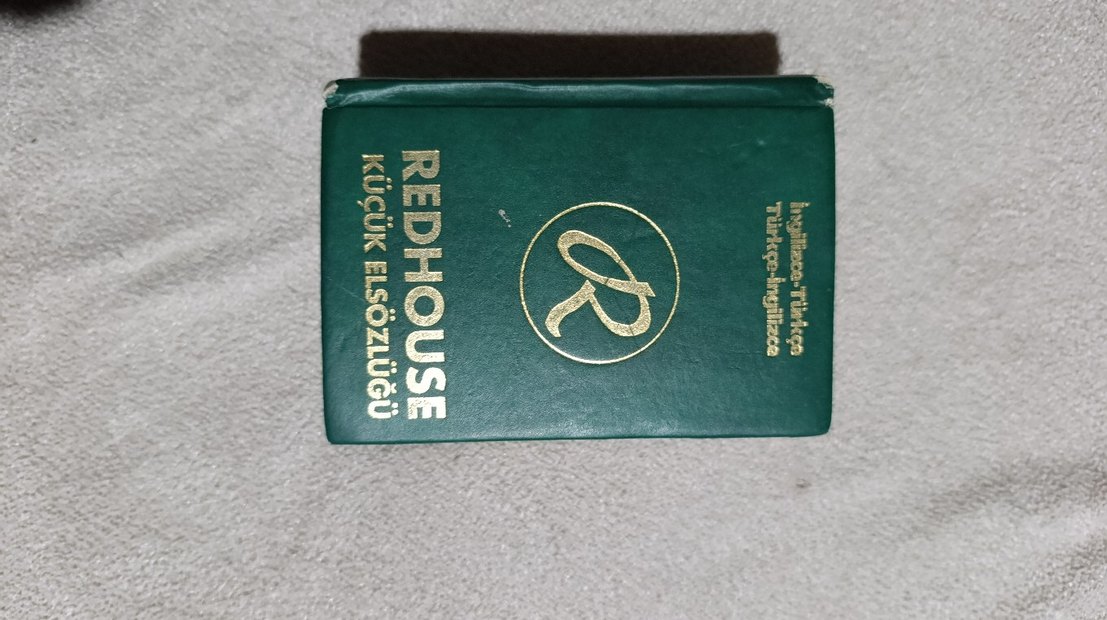 İngilizce-Türkçe
Türkçe-İngilizce
R
REDHOUSE
KÜÇÜK ELSÖZLÜĞÜ